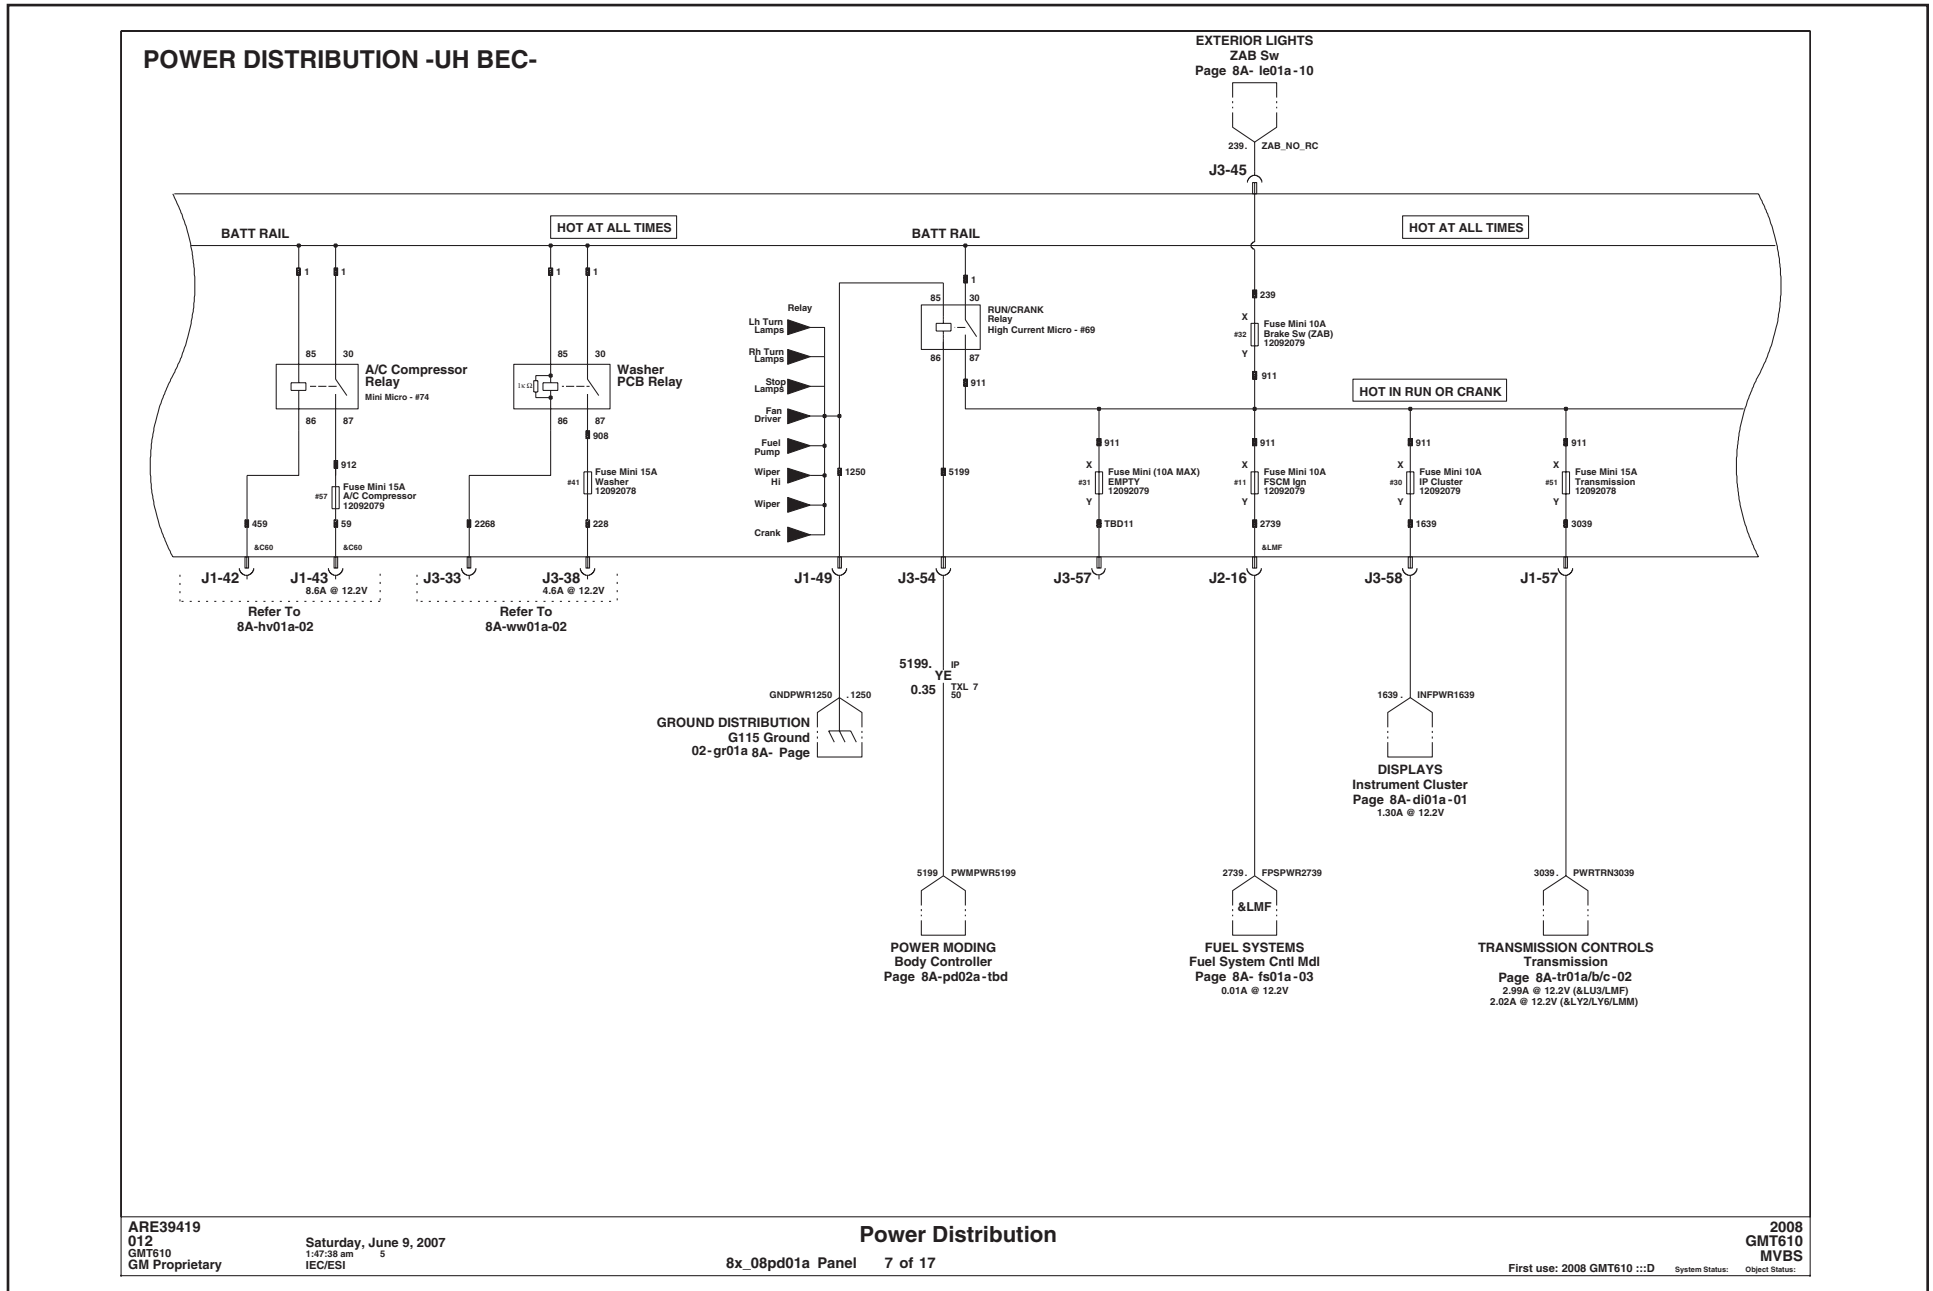 POWER DISTRIBUTION -UH BEC-
EXTERIOR LIGHTS
ZAB Sw
Page 8A- le01a-10
239. ZAB_NO_RC
J3-45
BATT RAIL
HOT AT ALL TIMES
BATT RAIL
HOT AT ALL TIMES
1
1
1
1
1
85
30
A/C Compressor
Relay
Mini Micro - #74
86
87
912
#57
Fuse Mini 15A
A/C Compressor
12092079
459
59
&C60
&C60
85
30
Washer
PCB Relay
1KΩ
86
87
908
#41
Fuse Mini 15A
Washer
12092078
2268
228
Relay
Lh Turn
Lamps
Rh Turn
Lamps
Stop
Lamps
Fan
Driver
Fuel
Pump
Wiper
Hi
Wiper
Crank
1250
85
30
RUN/CRANK
Relay
High Current Micro - #69
86
87
911
5199
239
X
#32
Y
Fuse Mini 10A
Brake Sw (ZAB)
12092079
911
HOT IN RUN OR CRANK
911
X
#31
Y
Fuse Mini (10A MAX)
EMPTY
12092079
TBD11
911
X
#11
Y
Fuse Mini 10A
FSCM Ign
12092079
2739
&LMF
911
X
#30
Y
Fuse Mini 10A
IP Cluster
12092079
1639
911
X
#51
Y
Fuse Mini 15A
Transmission
12092078
3039
J1-42
J1-43
8.6A @ 12.2V
J3-33
J3-38
4.6A @ 12.2V
J1-49
J3-54
J3-57
J2-16
J3-58
J1-57
Refer To
8A-hv01a-02
Refer To
8A-ww01a-02
5199. IP
YE
0.35 TXL 7
50
GNDPWR1250 .1250
GROUND DISTRIBUTION
G115 Ground
02-gr01a 8A- Page
1639 . INFPWR1639
DISPLAYS
Instrument Cluster
Page 8A-di01a-01
1.30A @ 12.2V
5199 PWMPWR5199
POWER MODING
Body Controller
Page 8A-pd02a-tbd
2739. FPSPWR2739
&LMF
FUEL SYSTEMS
Fuel System Cntl Mdl
Page 8A- fs01a-03
0.01A @ 12.2V
3039. PWRTRN3039
TRANSMISSION CONTROLS
Transmission
Page 8A-tr01a/b/c-02
2.99A @ 12.2V (&LU3/LMF)
2.02A @ 12.2V (&LY2/LY6/LMM)
ARE39419
012
GMT610
GM Proprietary
Saturday, June 9, 2007
1:47:38 am 5
IEC/ESI
Power Distribution
8x_08pd01a Panel 7 of 17
2008
GMT610
MVBS
First use: 2008 GMT610 :::D System Status: Object Status: